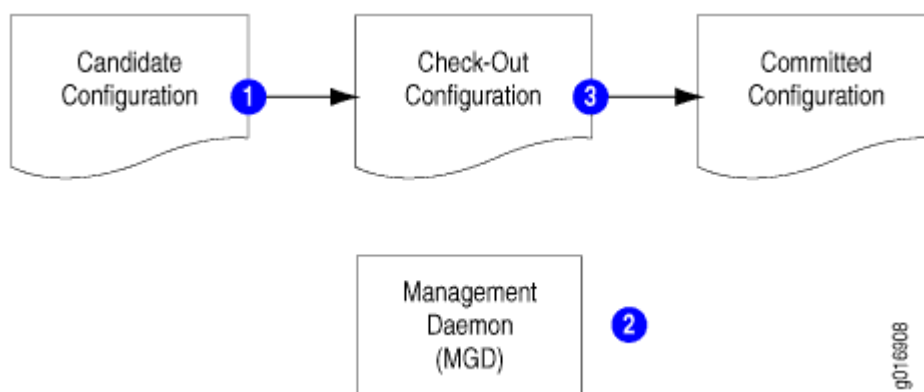 Candidate
Configuration
1
Check-Out
Configuration
3
Committed
Configuration
Management
Daemon
(MGD)
2
g016908